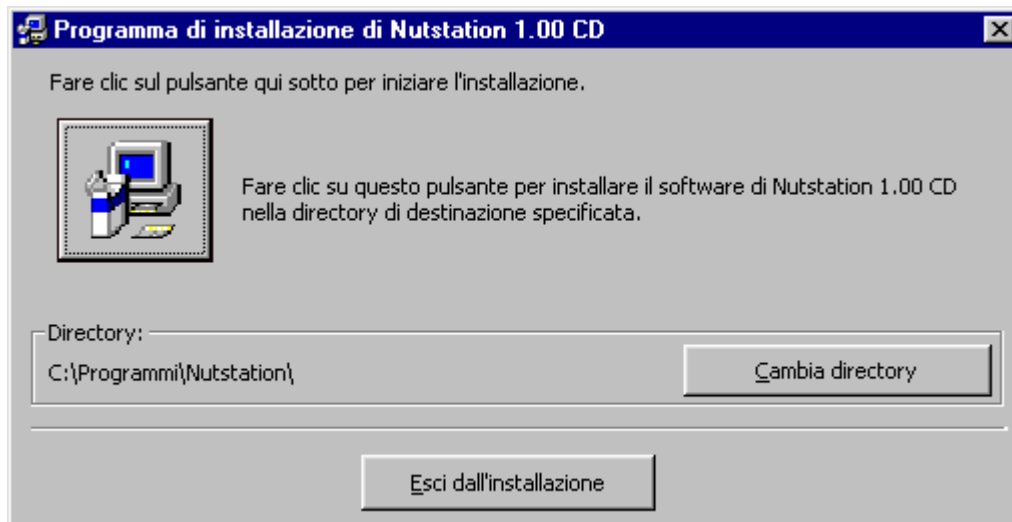 Programma di installazione di Nutstation 1.00 CD
Fare clic sul pulsante qui sotto per iniziare l'installazione.
Fare clic su questo pulsante per installare il software di Nutstation 1.00 CD
nella directory di destinazione specificata.
Directory:
C:\Programmi\Nutstation\
Cambia directory
Esci dall'installazione